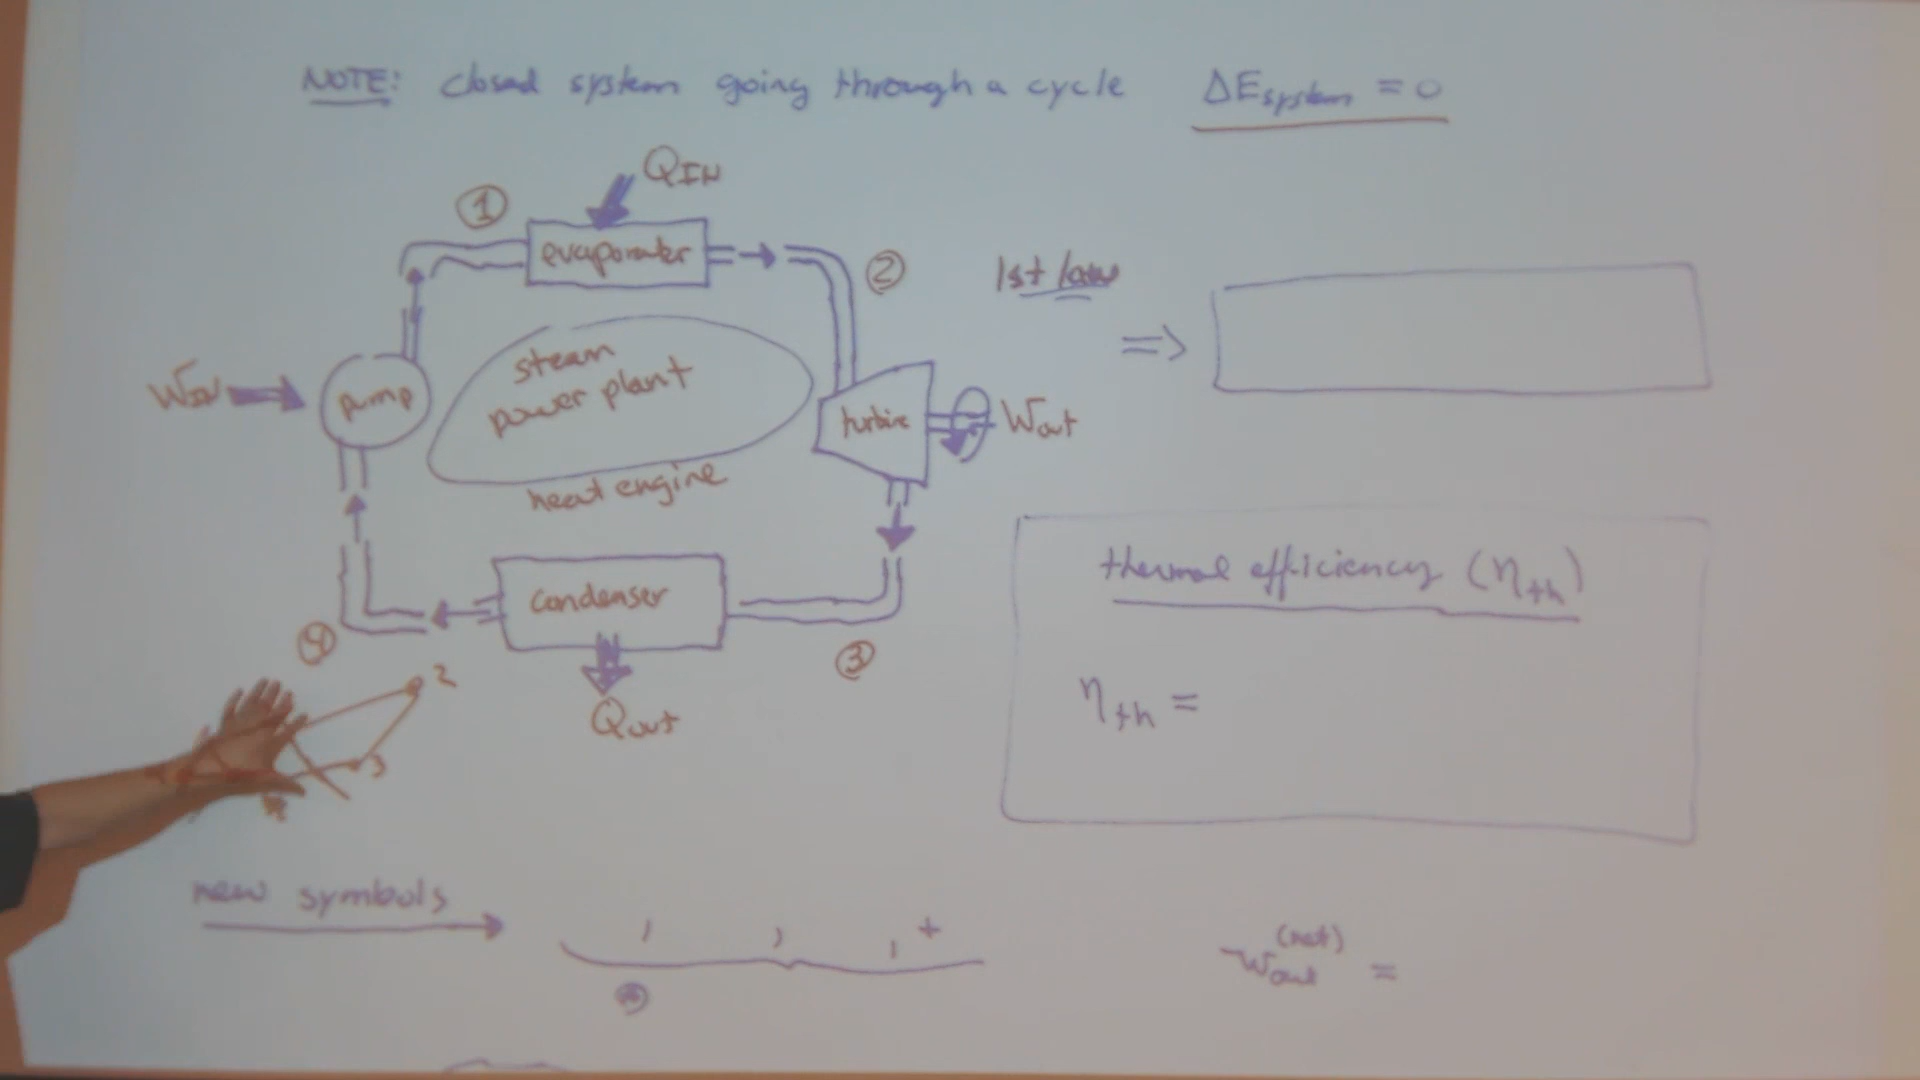 NOTE: closed system going through a cycle ΔEsystem = 0
QIN
1
evaporator
2
1st law
=>
steam
power plant
WIN
pump
turbine
Wout
heat engine
thermal efficiency (ηth)
condenser
4
3
2
Qout
ηth =
3
new symbols
, , , +
Wout (net) =